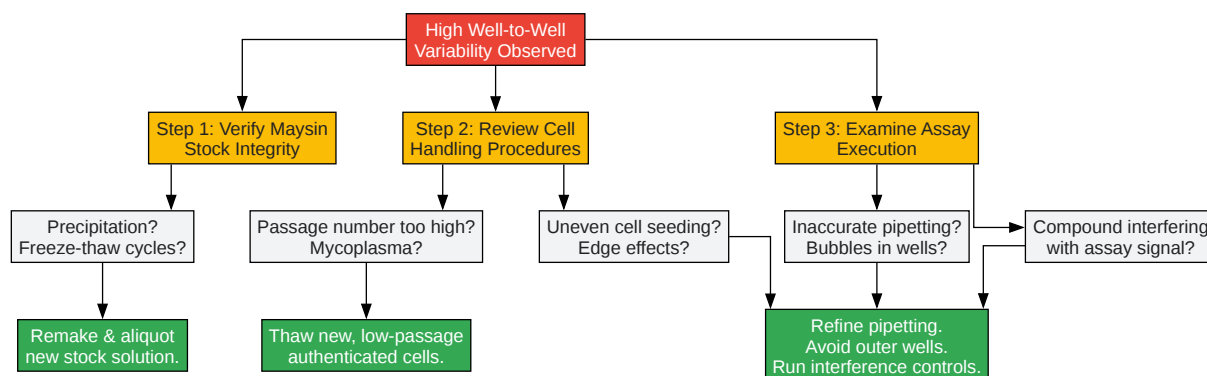 High Well-to-Well
Variability Observed
Step 1: Verify Maysin
Stock Integrity
Step 2: Review Cell
Handling Procedures
Step 3: Examine Assay
Execution
Precipitation?
Freeze-thaw cycles?
Passage number too high?
Mycoplasma?
Uneven cell seeding?
Edge effects?
Inaccurate pipetting?
Bubbles in wells?
Compound interfering
with assay signal?
Remake & aliquot
new stock solution.
Thaw new, low-passage
authenticated cells.
Refine pipetting.
Avoid outer wells.
Run interference controls.